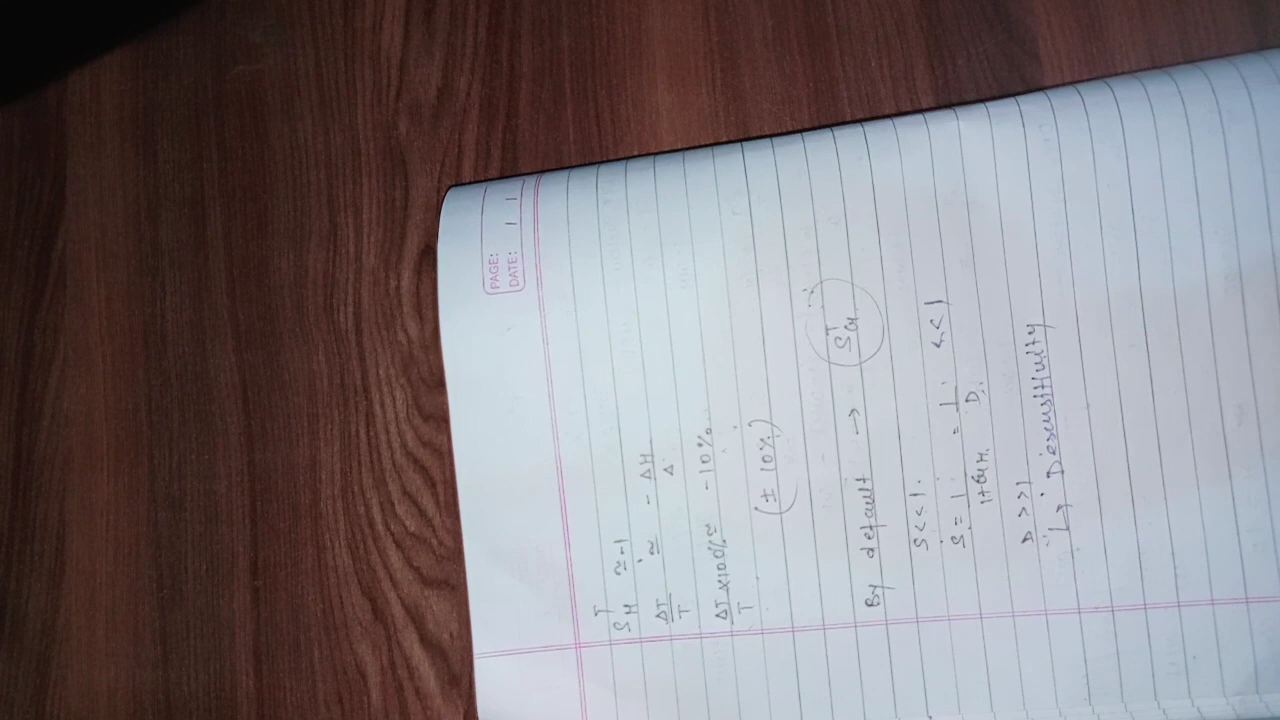 PAGE:
DATE: / /
S^T_H ≃ -1
ΔT/T ≃ - ΔH/Δ
ΔT/T ×100% ≃ -10%
(± 10%)
By default → S^T_G
S << 1.
S = 1/1+GH = 1/D << 1
D >> 1
↳ Desensitivity